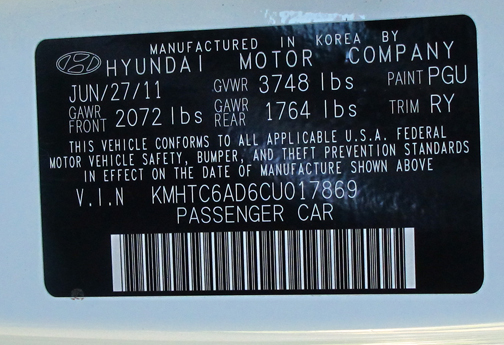 MANUFACTURED IN KOREA BY
HYUNDAI MOTOR COMPANY
JUN/27/11 GVWR 3748 lbs PAINT PGU
GAWR FRONT 2072 lbs GAWR REAR 1764 lbs TRIM RY
THIS VEHICLE CONFORMS TO ALL APPLICABLE U.S.A. FEDERAL
MOTOR VEHICLE SAFETY, BUMPER, AND THEFT PREVENTION STANDARDS
IN EFFECT ON THE DATE OF MANUFACTURE SHOWN ABOVE
V.I.N KMHTC6AD6CU017869
PASSENGER CAR